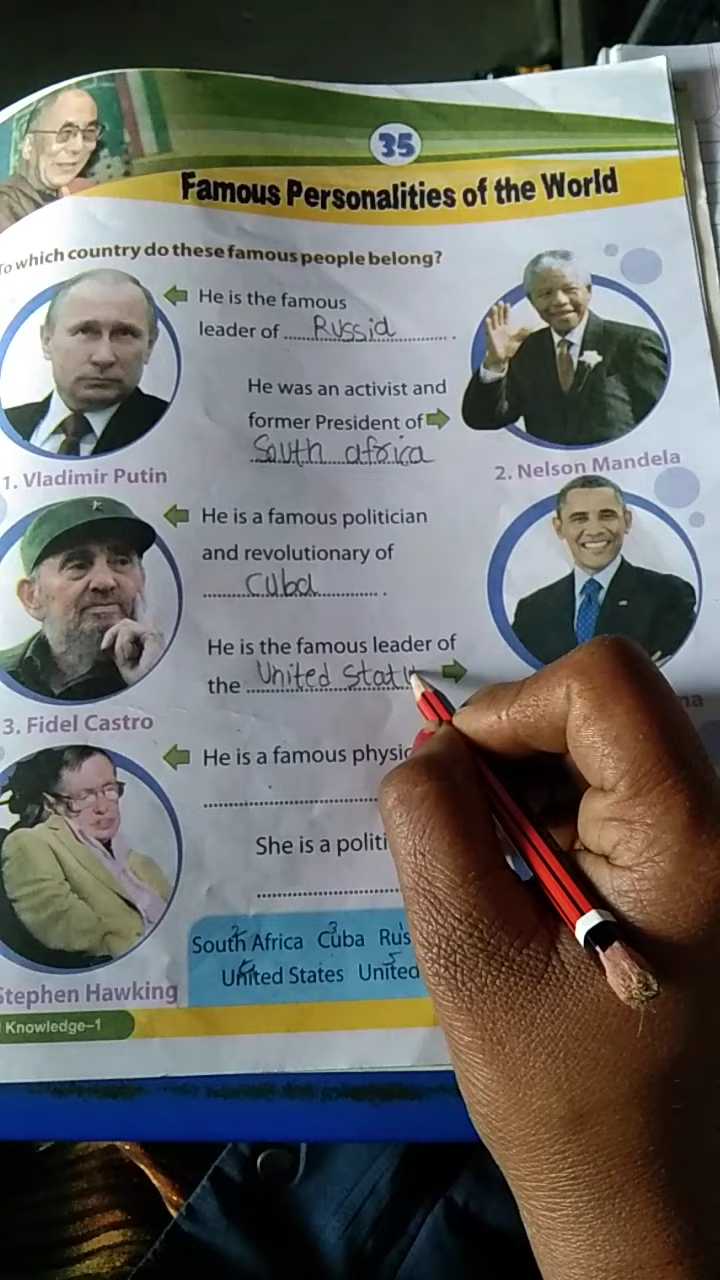 35
Famous Personalities of the World
To which country do these famous people belong?
He is the famous
leader of Russia.
He was an activist and
former President of
South africa
1. Vladimir Putin
2. Nelson Mandela
He is a famous politician
and revolutionary of
Cuba.
He is the famous leader of
the United Stat
3. Fidel Castro
He is a famous
She is a
South Africa Cuba
United States United
Stephen Hawking
Knowledge-1